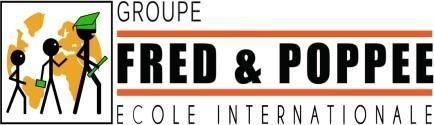 GROUPE
FRED & POPPEE
ECOLE INTERNATIONALE